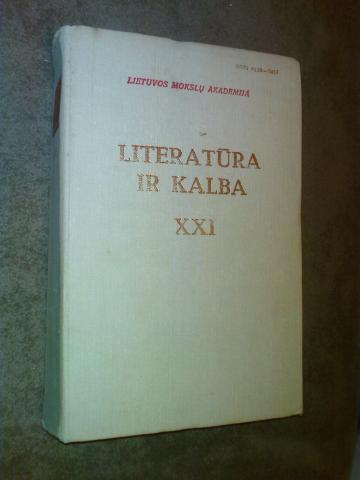 LIETUVOS MOKSLŲ AKADEMIJA
LITERATŪRA
IR KALBA
XXI